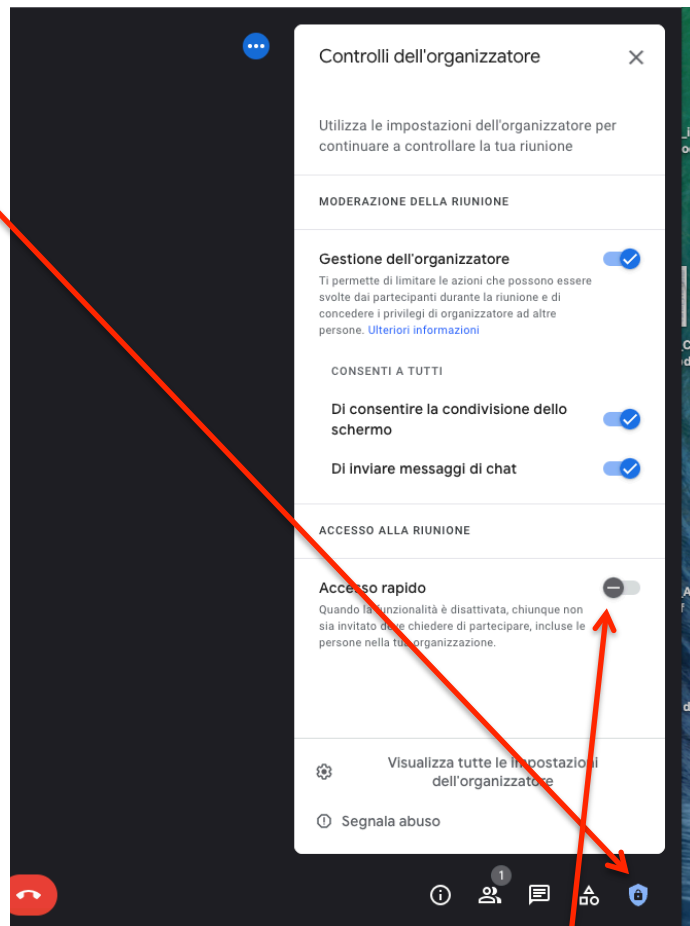 Controlli dell'organizzatore
Utilizza le impostazioni dell'organizzatore per
continuare a controllare la tua riunione
MODERAZIONE DELLA RIUNIONE
Gestione dell'organizzatore
Ti permette di limitare le azioni che possono essere
svolte dai partecipanti durante la riunione e di
concedere i privilegi di organizzatore ad altre
persone. Ulteriori informazioni
CONSENTI A TUTTI
Di consentire la condivisione dello
schermo
Di inviare messaggi di chat
ACCESSO ALLA RIUNIONE
Accesso rapido
Quando la funzionalità è disattivata, chiunque non
sia invitato deve chiedere di partecipare, incluse le
persone nella tua organizzazione.
Visualizza tutte le impostazioni
dell'organizzatore
Segnala abuso
1